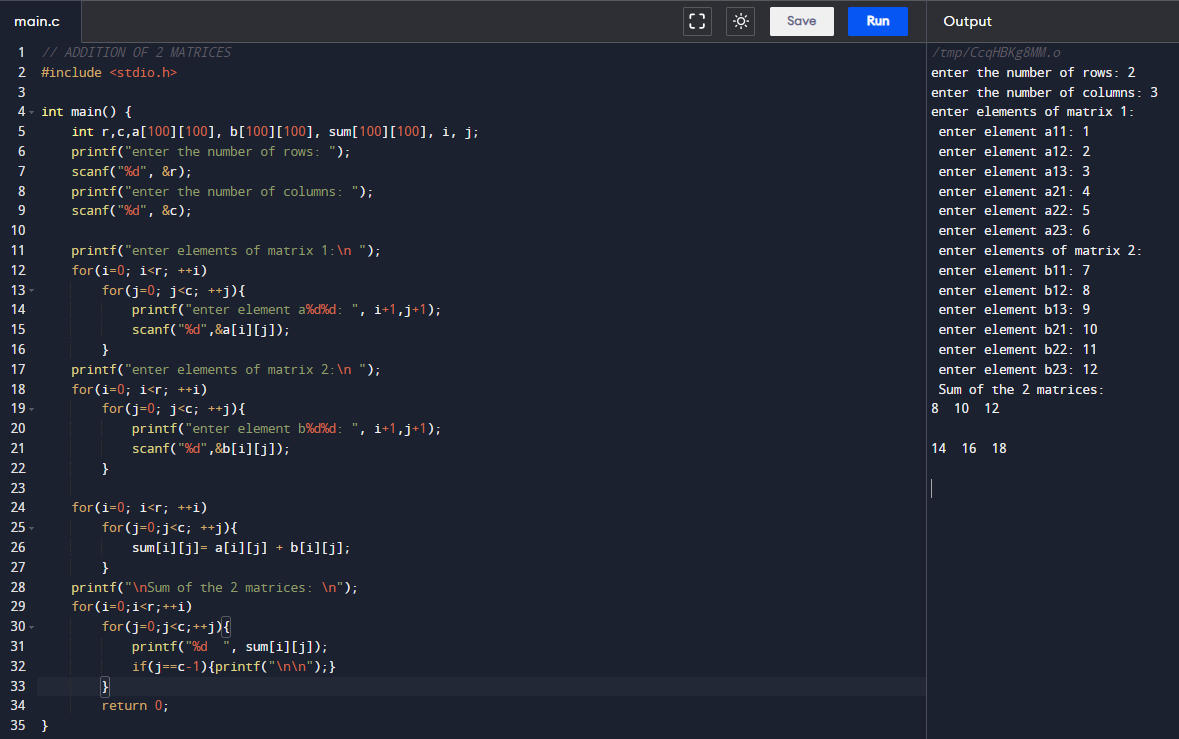 main.c
Save
Run
Output
1 // ADDITION OF 2 MATRICES
2 #include <stdio.h>
3
4 int main() {
5 int r,c,a[100][100], b[100][100], sum[100][100], i, j;
6 printf("enter the number of rows: ");
7 scanf("%d", &r);
8 printf("enter the number of columns: ");
9 scanf("%d", &c);
10
11 printf("enter elements of matrix 1:\n ");
12 for(i=0; i<r; ++i)
13 for(j=0; j<c; ++j){
14 printf("enter element a%d%d: ", i+1,j+1);
15 scanf("%d",&a[i][j]);
16 }
17 printf("enter elements of matrix 2:\n ");
18 for(i=0; i<r; ++i)
19 for(j=0; j<c; ++j){
20 printf("enter element b%d%d: ", i+1,j+1);
21 scanf("%d",&b[i][j]);
22 }
23
24 for(i=0; i<r; ++i)
25 for(j=0;j<c; ++j){
26 sum[i][j]= a[i][j] + b[i][j];
27 }
28 printf("\nSum of the 2 matrices: \n");
29 for(i=0;i<r;++i)
30 for(j=0;j<c;++j){
31 printf("%d  ", sum[i][j]);
32 if(j==c-1){printf("\n\n");}
33 }
34 return 0;
35 }
/tmp/CcqHBKg8MM.o
enter the number of rows: 2
enter the number of columns: 3
enter elements of matrix 1:
enter element a11: 1
enter element a12: 2
enter element a13: 3
enter element a21: 4
enter element a22: 5
enter element a23: 6
enter elements of matrix 2:
enter element b11: 7
enter element b12: 8
enter element b13: 9
enter element b21: 10
enter element b22: 11
enter element b23: 12
Sum of the 2 matrices:
8  10  12
14  16  18